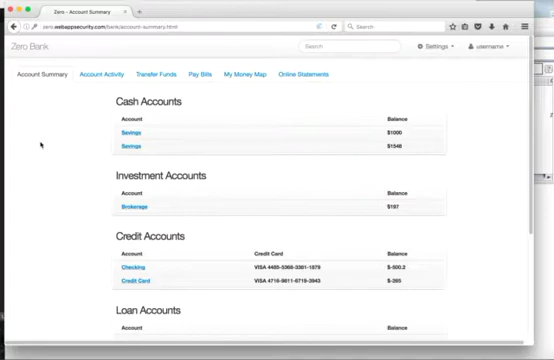 Zero - Account Summary
zero.webappsecurity.com/bank/account-summary.html
Search
Zero Bank
Search
Settings
username
Account Summary
Account Activity
Transfer Funds
Pay Bills
My Money Map
Online Statements
Cash Accounts
Account Balance
Savings $1000
Savings $1548
Investment Accounts
Account Balance
Brokerage $197
Credit Accounts
Account Credit Card Balance
Checking VISA 4485-5368-3381-1879 $-500.2
Credit Card VISA 4716-9811-6719-3943 $-265
Loan Accounts
Account Balance